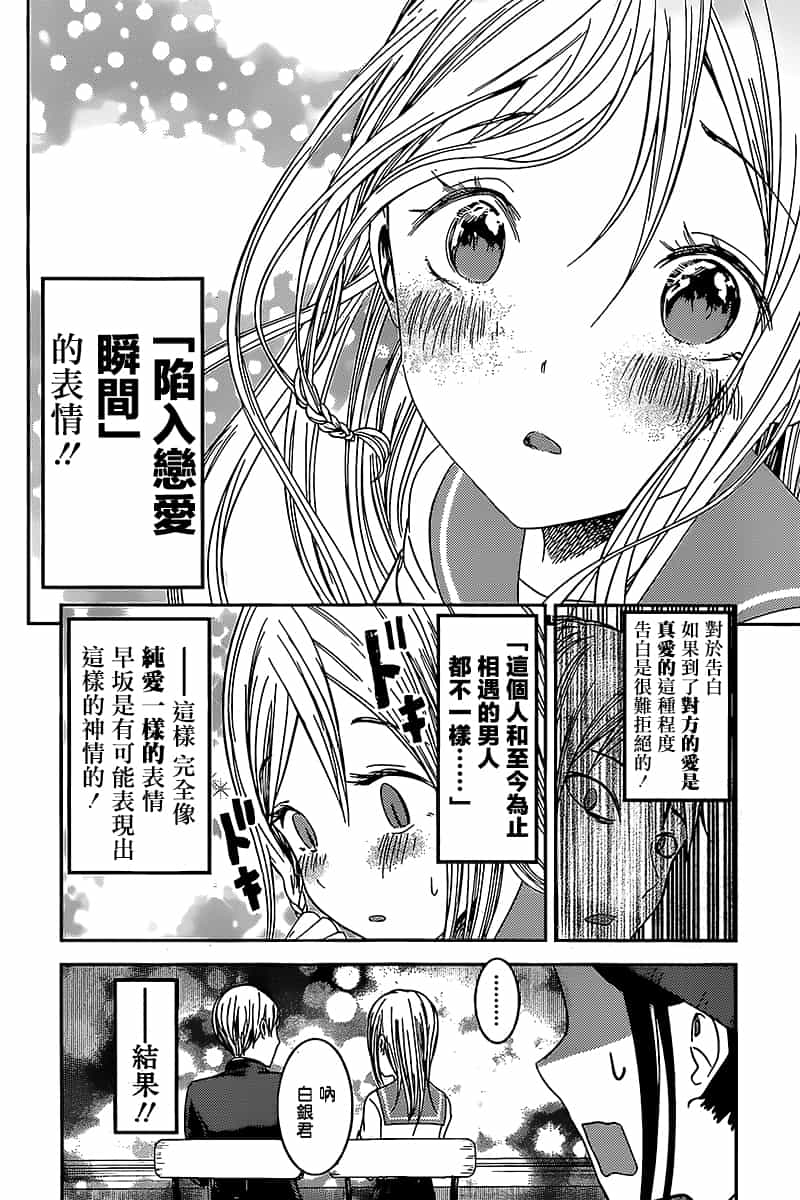 「陷入戀愛
瞬間」
的表情!!
對於告白
如果到了對方的愛是
真愛的這種程度
告白是很難拒絕的!
「這個人和至今為止
相遇的男人
都不一樣……」
ドキ
ドキ
——這樣 完全像
純愛一樣的表情
早坂是有可能表現出
這樣的神情的!
………
吶
白銀君
——結果!!